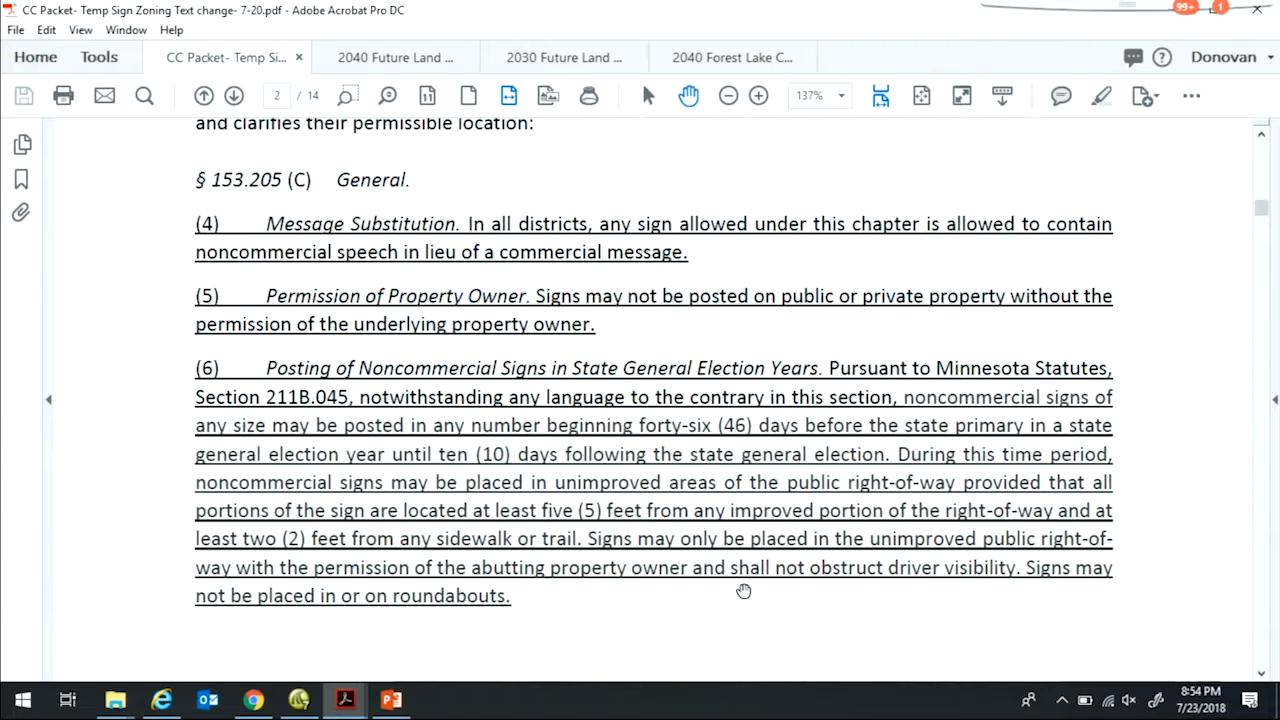 CC Packet- Temp Sign Zoning Text change- 7-20.pdf - Adobe Acrobat Pro DC
99+
1
File Edit View Window Help
Home Tools CC Packet- Temp Si... × 2040 Future Land ... 2030 Future Land ... 2040 Forest Lake C... Donovan
2 / 14 137%
and clarifies their permissible location:
§ 153.205 (C) General.
(4) Message Substitution. In all districts, any sign allowed under this chapter is allowed to contain
noncommercial speech in lieu of a commercial message.
(5) Permission of Property Owner. Signs may not be posted on public or private property without the
permission of the underlying property owner.
(6) Posting of Noncommercial Signs in State General Election Years. Pursuant to Minnesota Statutes,
Section 211B.045, notwithstanding any language to the contrary in this section, noncommercial signs of
any size may be posted in any number beginning forty-six (46) days before the state primary in a state
general election year until ten (10) days following the state general election. During this time period,
noncommercial signs may be placed in unimproved areas of the public right-of-way provided that all
portions of the sign are located at least five (5) feet from any improved portion of the right-of-way and at
least two (2) feet from any sidewalk or trail. Signs may only be placed in the unimproved public right-of-
way with the permission of the abutting property owner and shall not obstruct driver visibility. Signs may
not be placed in or on roundabouts.
8:54 PM
7/23/2018